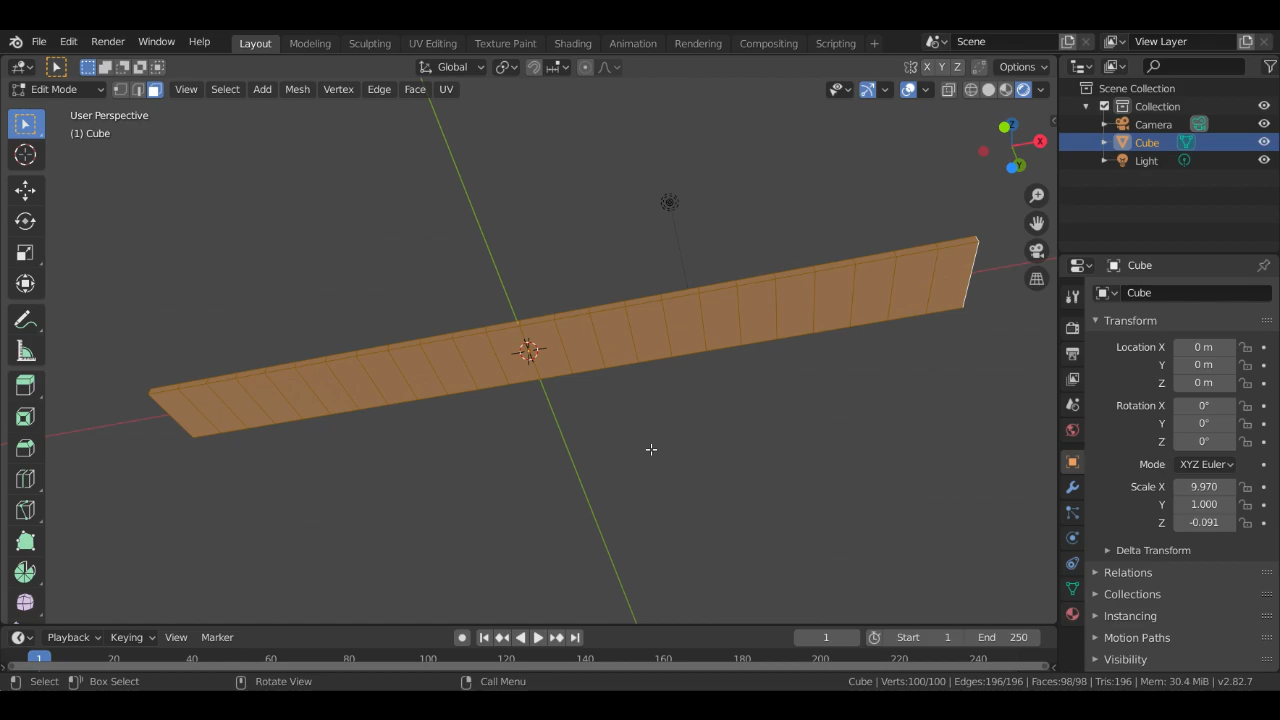 File Edit Render Window Help Layout Modeling Sculpting UV Editing Texture Paint Shading Animation Rendering Compositing Scripting + Scene View Layer
Global X Y Z Options
Edit Mode View Select Add Mesh Vertex Edge Face UV
Scene Collection
Collection
Camera
Cube
Light
User Perspective
(1) Cube
Z
X
Y
Cube
Cube
Transform
Location X 0 m
Y 0 m
Z 0 m
Rotation X 0°
Y 0°
Z 0°
Mode XYZ Euler
Scale X 9.970
Y 1.000
Z -0.091
Delta Transform
Relations
Collections
Instancing
Motion Paths
Visibility
Playback Keying View Marker 1 Start 1 End 250
1 20 40 60 80 100 120 140 160 180 200 220 240
Select Box Select Rotate View Call Menu Cube | Verts:100/100 | Edges:196/196 | Faces:98/98 | Tris:196 | Mem: 30.4 MiB | v2.82.7